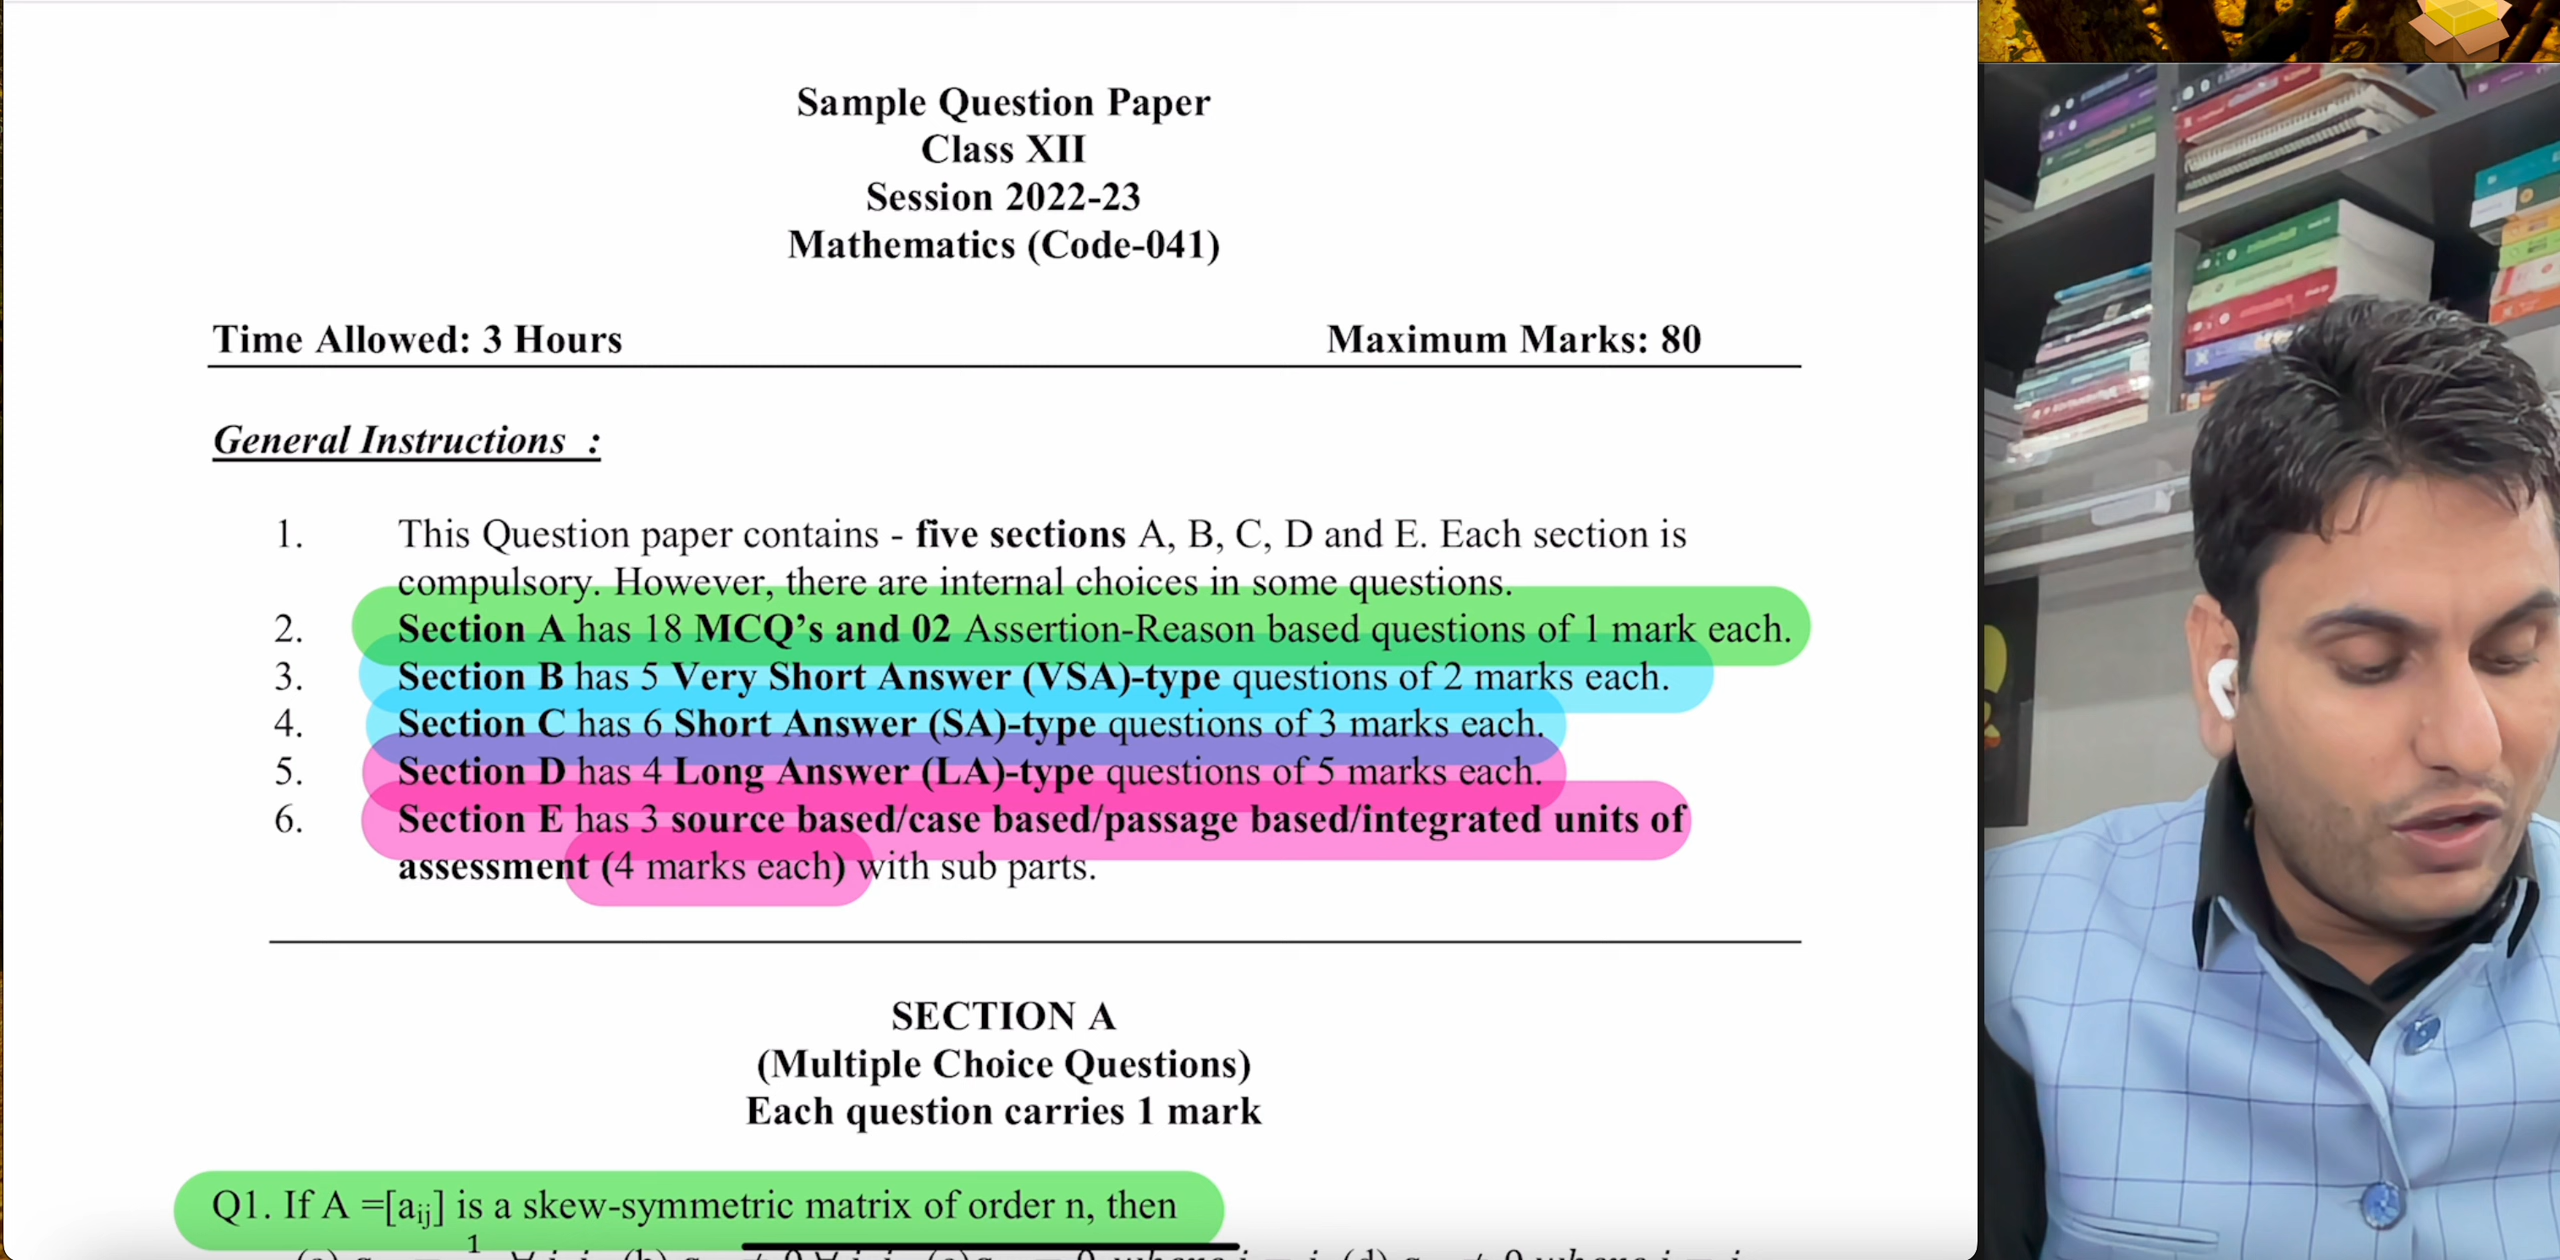 Sample Question Paper
Class XII
Session 2022-23
Mathematics (Code-041)
Time Allowed: 3 Hours Maximum Marks: 80
General Instructions :
1. This Question paper contains - five sections A, B, C, D and E. Each section is
compulsory. However, there are internal choices in some questions.
2. Section A has 18 MCQ’s and 02 Assertion-Reason based questions of 1 mark each.
3. Section B has 5 Very Short Answer (VSA)-type questions of 2 marks each.
4. Section C has 6 Short Answer (SA)-type questions of 3 marks each.
5. Section D has 4 Long Answer (LA)-type questions of 5 marks each.
6. Section E has 3 source based/case based/passage based/integrated units of
assessment (4 marks each) with sub parts.
SECTION A
(Multiple Choice Questions)
Each question carries 1 mark
Q1. If A =[aᵢⱼ] is a skew-symmetric matrix of order n, then